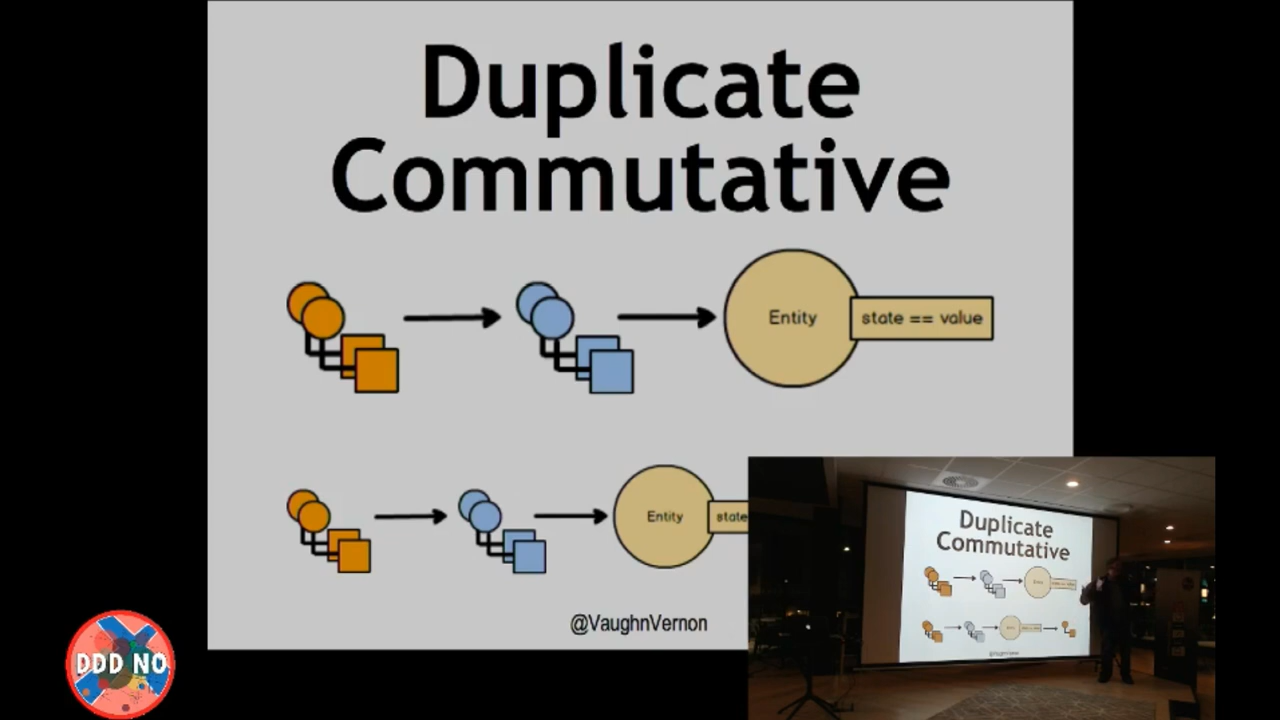 Duplicate
Commutative
Entity
state == value
Entity
state
@VaughnVernon
DDD NO
Duplicate
Commutative